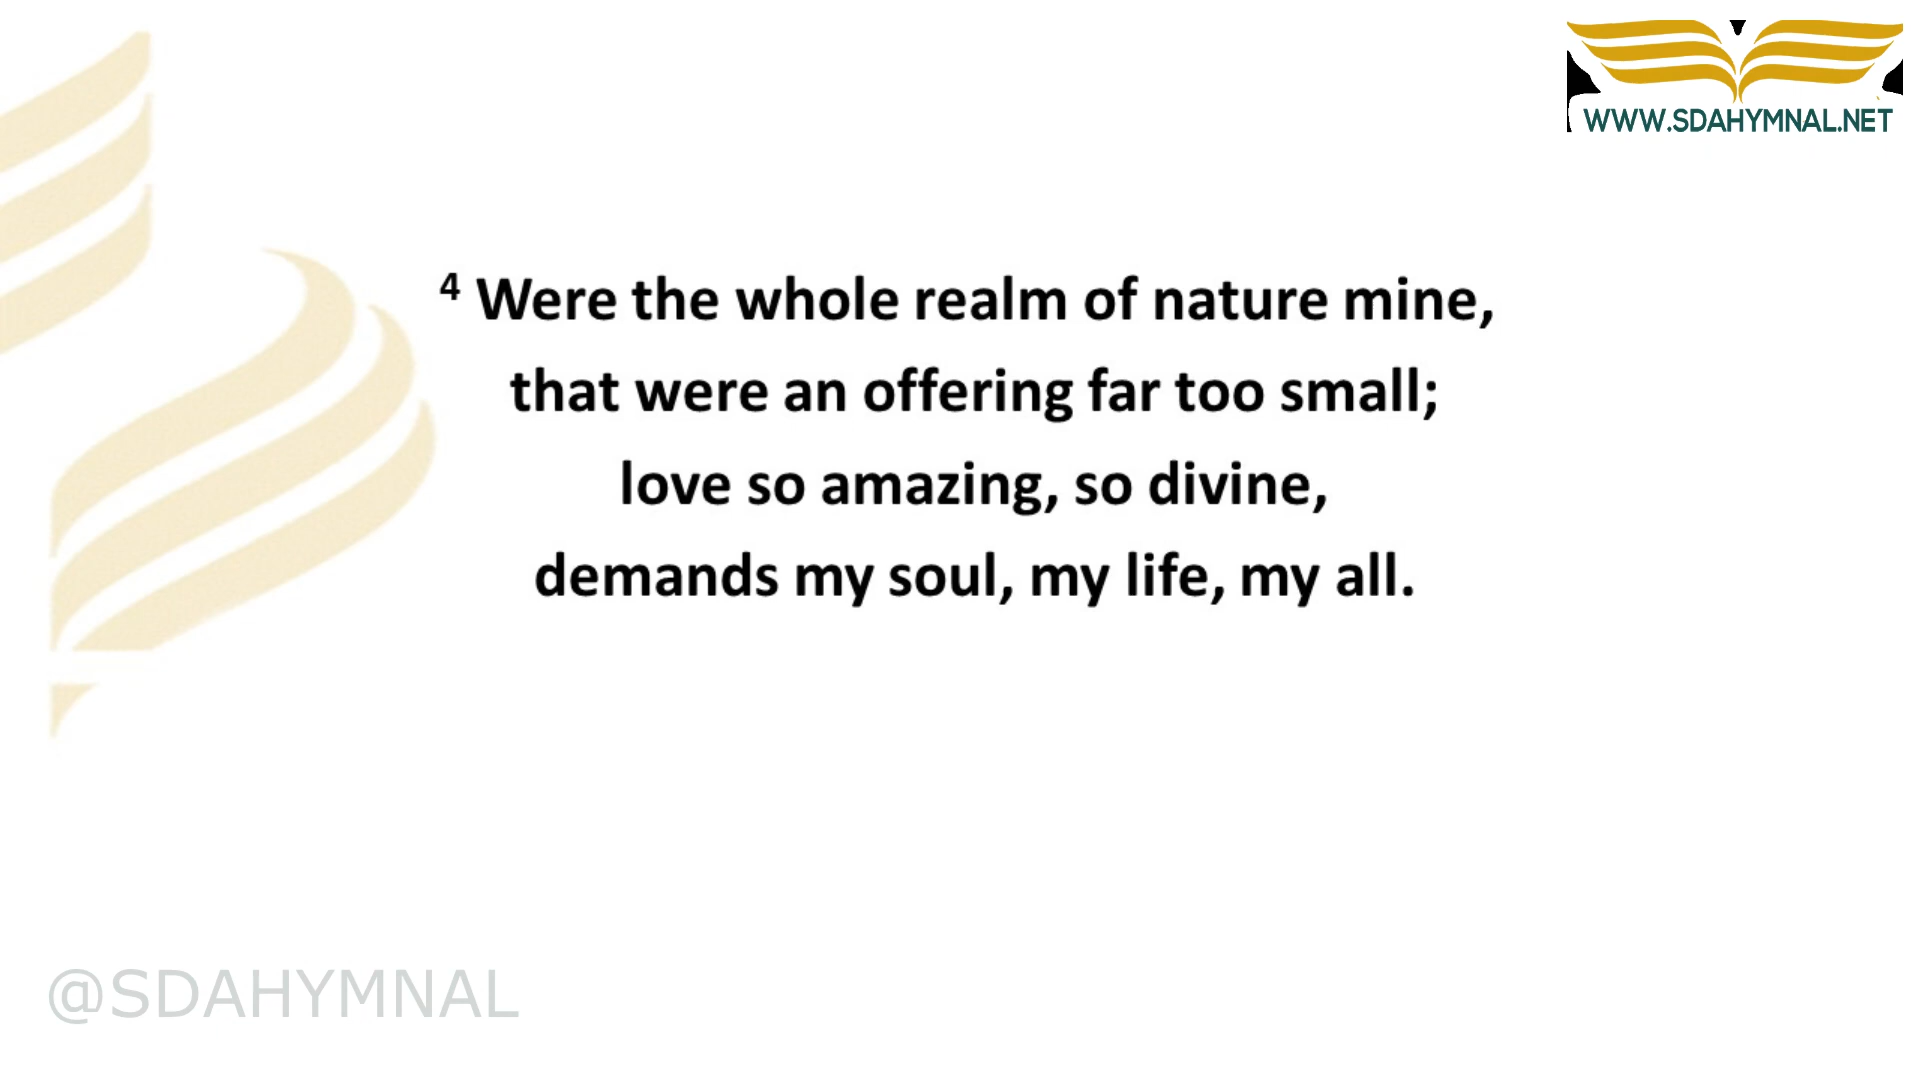 WWW.SDAHYMNAL.NET
4 Were the whole realm of nature mine,
that were an offering far too small;
love so amazing, so divine,
demands my soul, my life, my all.
@SDAHYMNAL